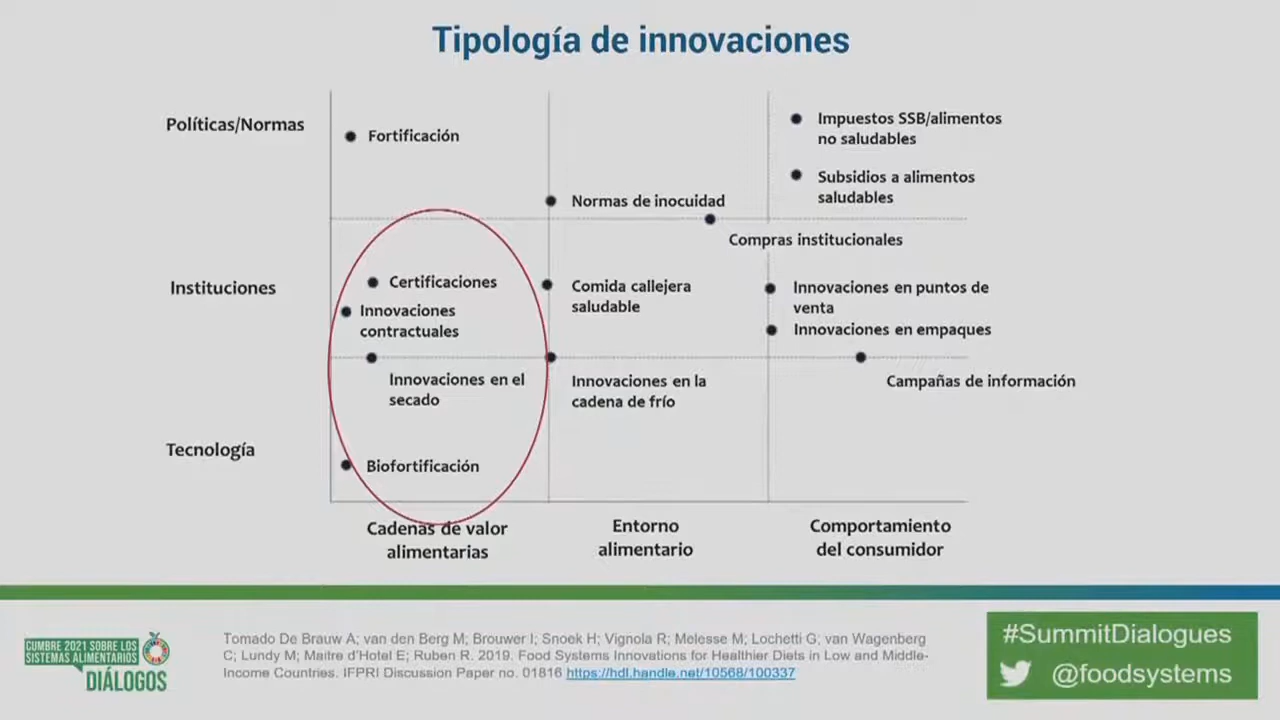 Tipología de innovaciones
Políticas/Normas
Fortificación
Impuestos SSB/alimentos
no saludables
Subsidios a alimentos
saludables
Normas de inocuidad
Compras institucionales
Instituciones
Certificaciones
Innovaciones
contractuales
Comida callejera
saludable
Innovaciones en puntos de
venta
Innovaciones en empaques
Innovaciones en el
secado
Innovaciones en la
cadena de frío
Campañas de información
Tecnología
Biofortificación
Cadenas de valor
alimentarias
Entorno
alimentario
Comportamiento
del consumidor
CUMBRE 2021 SOBRE LOS
SISTEMAS ALIMENTARIOS
DIÁLOGOS
Tomado De Brauw A; van den Berg M; Brouwer I; Snoek H; Vignola R; Melesse M; Lochetti G; van Wagenberg
C; Lundy M; Maitre d'Hotel E; Ruben R. 2019. Food Systems Innovations for Healthier Diets in Low and Middle-
Income Countries. IFPRI Discussion Paper no. 01816 https://hdl.handle.net/10568/100337
#SummitDialogues
@foodsystems